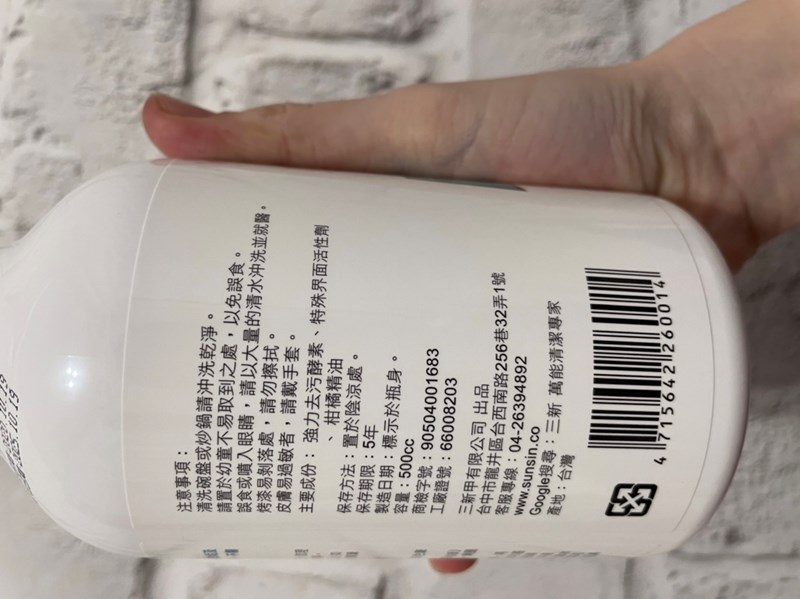 注意事項：
清洗碗盤或炒鍋請沖洗乾淨。
請置於幼童不易取到之處，以免誤食。
誤食或噴入眼睛，請以大量的清水沖洗並就醫。
烤漆易剝落處，請勿擦拭。
皮膚易過敏者，請戴手套。
主要成份：強力去污酵素、特殊界面活性劑
、柑橘精油
保存方法：置於陰涼處。
保存期限：5年
製造日期：標示於瓶身。
容量：500cc
商檢字號：90504001683
工廠證號：66008203
三新甲有限公司 出品
台中市龍井區台西南路256巷32弄1號
客服專線：04-26394892
www.sunsin.co
Google搜尋：三新 萬能清潔專家
產地：台灣
4 715642 260014